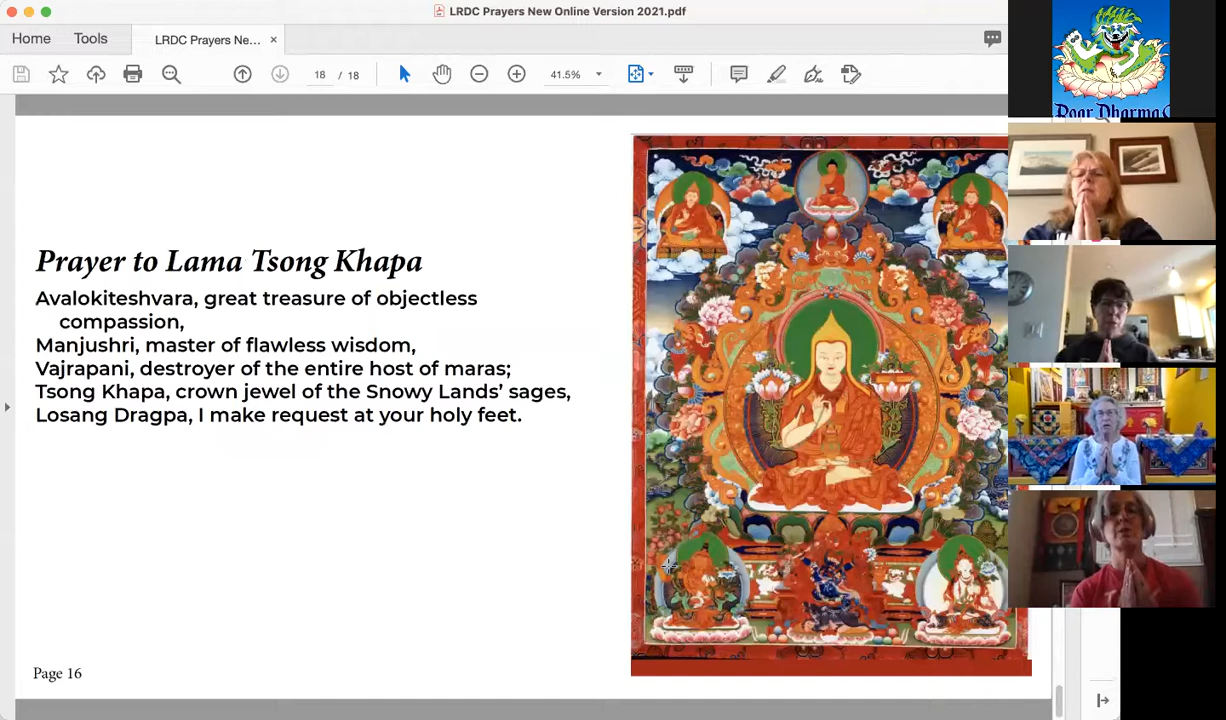 LRDC Prayers New Online Version 2021.pdf
Home Tools LRDC Prayers Ne... ×
18 / 18 41.5%
Prayer to Lama Tsong Khapa
Avalokiteshvara, great treasure of objectless
compassion,
Manjushri, master of flawless wisdom,
Vajrapani, destroyer of the entire host of maras;
Tsong Khapa, crown jewel of the Snowy Lands’ sages,
Losang Dragpa, I make request at your holy feet.
Page 16
Roar Dharma